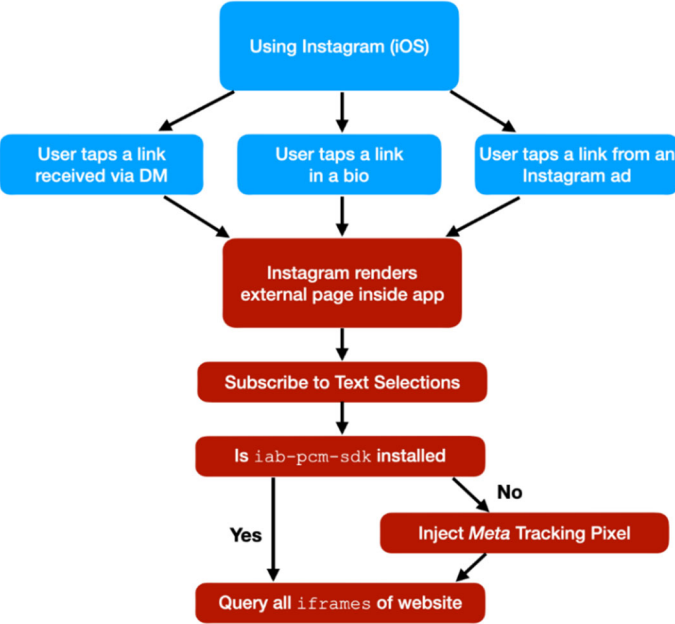 Using Instagram (iOS)
User taps a link
received via DM
User taps a link
in a bio
User taps a link from an
Instagram ad
Instagram renders
external page inside app
Subscribe to Text Selections
Is iab-pcm-sdk installed
No
Yes
Inject Meta Tracking Pixel
Query all iframes of website